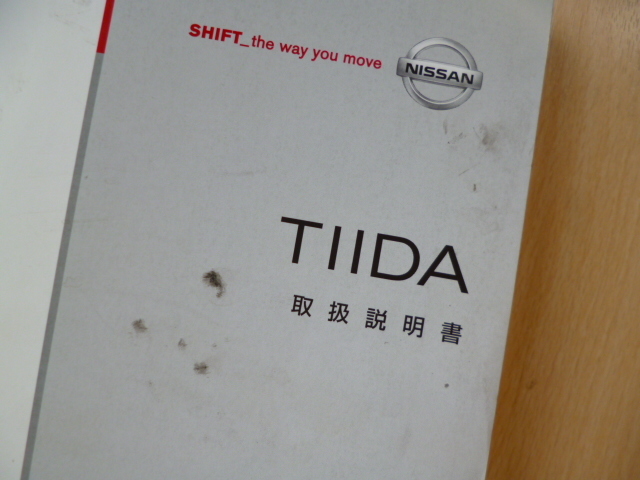 SHIFT_the way you move
NISSAN
TIIDA
取扱説明書